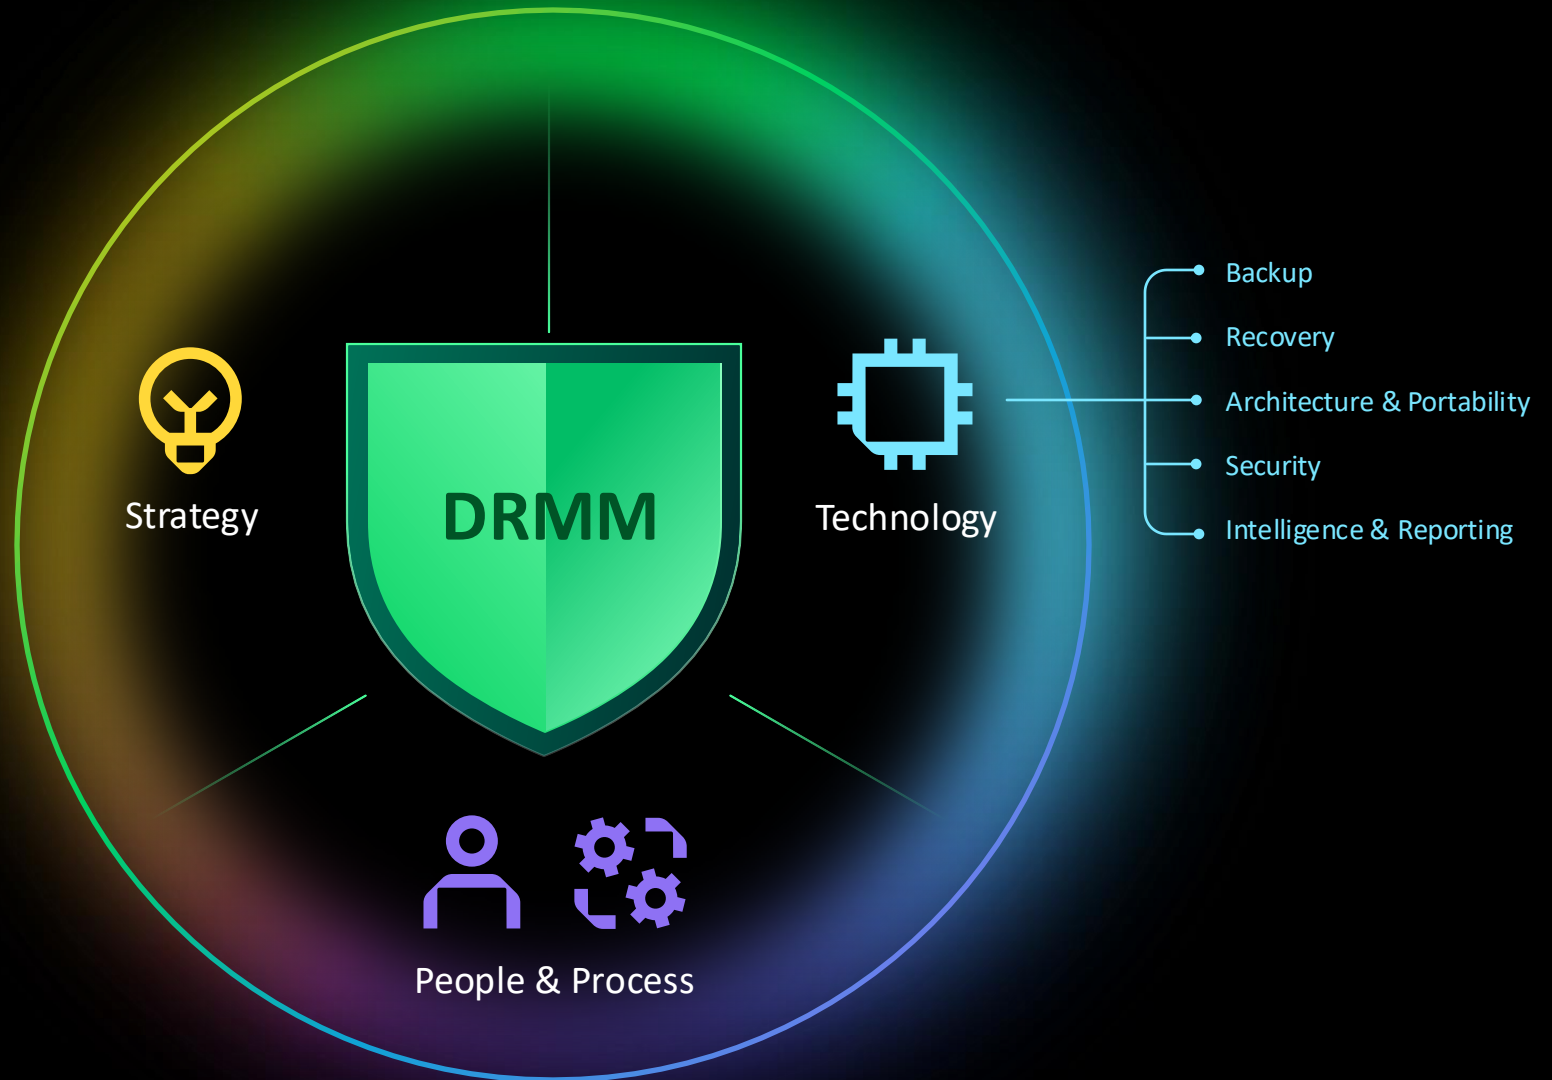 Strategy
DRMM
Technology
Backup
Recovery
Architecture & Portability
Security
Intelligence & Reporting
People & Process